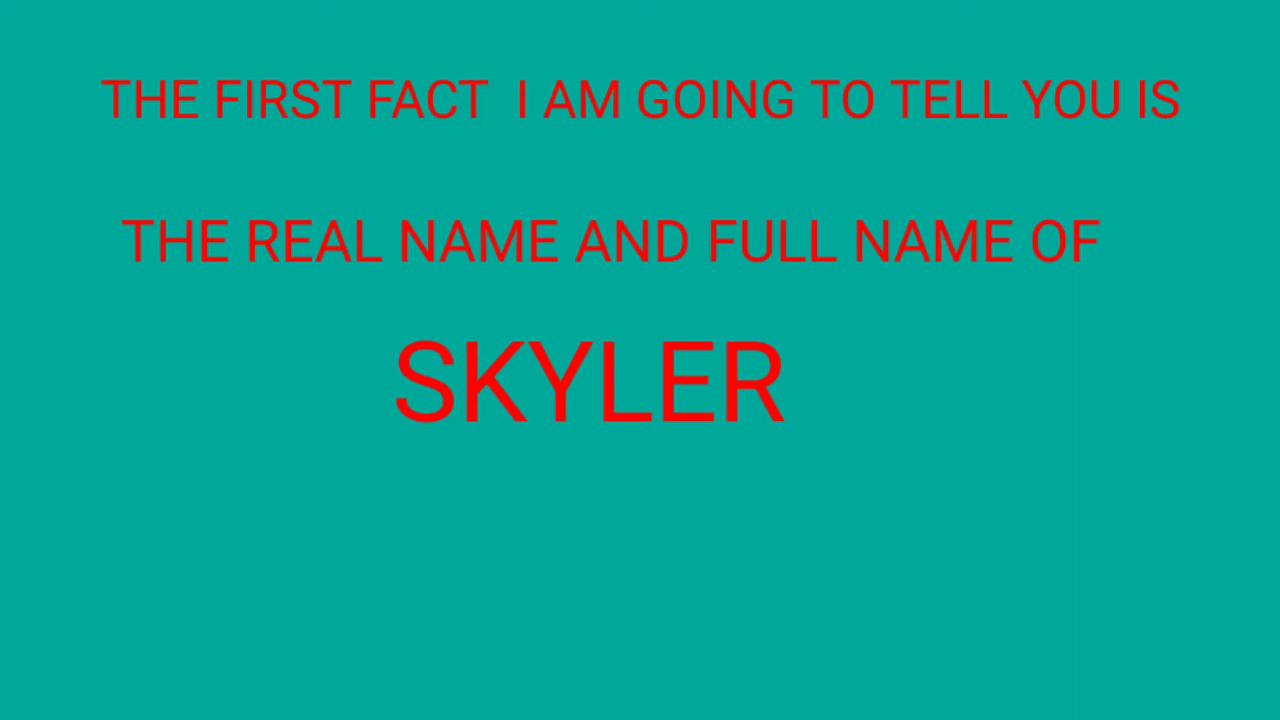 THE FIRST FACT  I AM GOING TO TELL YOU IS
THE REAL NAME AND FULL NAME OF
SKYLER